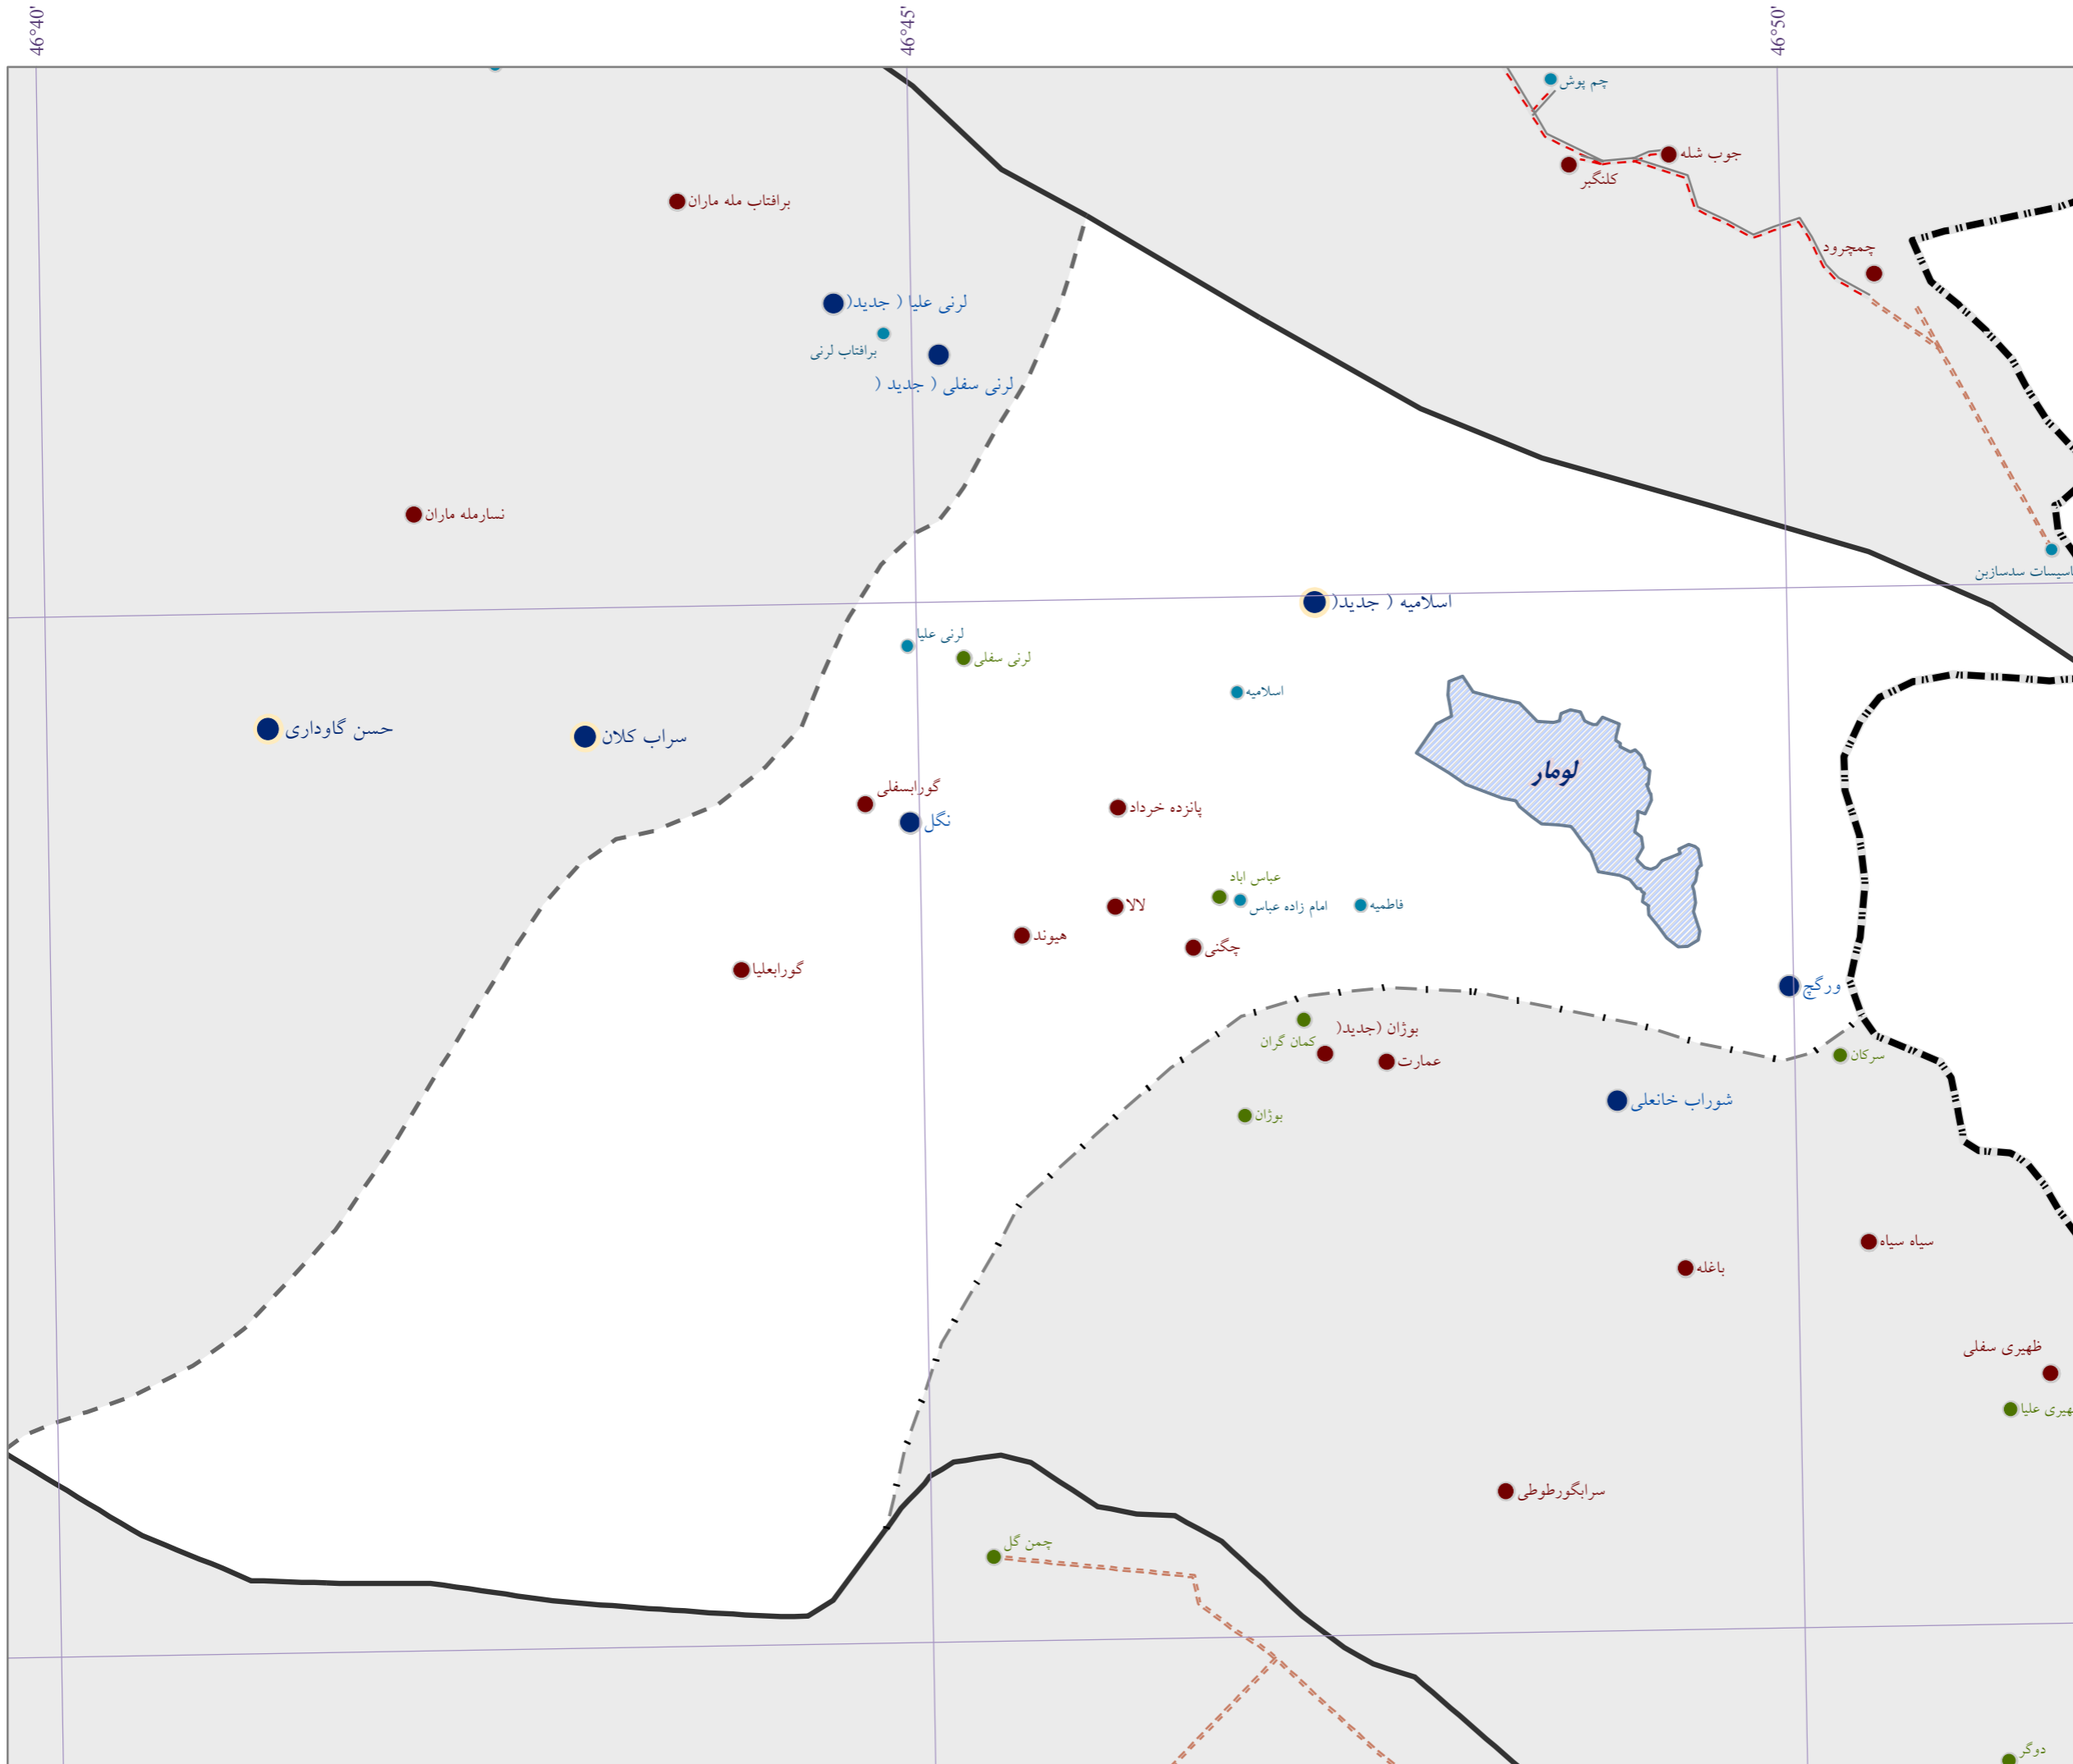 46°40'
46°45'
46°50'
چم پوش
جوب شله
کلنگبر
برافتاب مله ماران
چمچرود
لرنی علیا ( جدید(
برافتاب لرنی
لرنی سفلی ( جدید (
نسارمله ماران
تاسیسات سدسازبن
اسلامیه ( جدید(
لرنی علیا
لرنی سفلی
اسلامیه
حسن گاوداری
سراب کلان
لومار
گورابسفلی
پانزده خرداد
نگل
عباس اباد
لالا
امام زاده عباس
فاطمیه
هیوند
چگنی
گورابعلیا
ورگچ
بوژان (جدید(
کمان گران
عمارت
سرکان
شوراب خانعلی
بوژان
سیاه سیاه
باغله
ظهیری سفلی
هیری علیا
سرابگورطوطی
چمن گل
دوگر